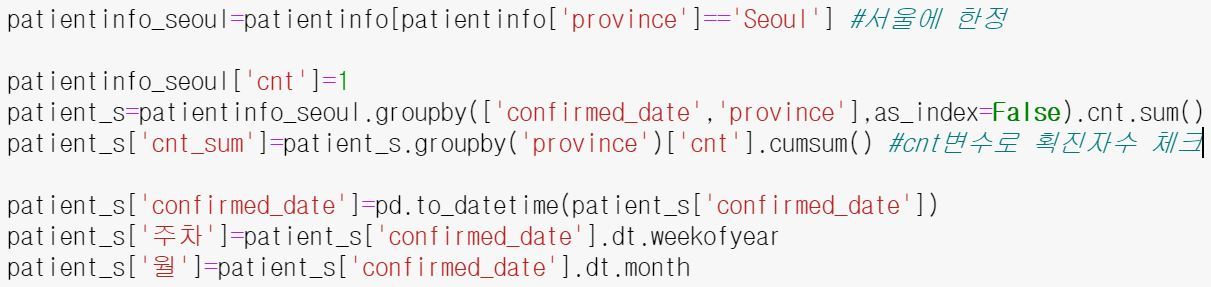 patientinfo_seoul=patientinfo[patientinfo['province']=='Seoul'] #서울에 한정
patientinfo_seoul['cnt']=1
patient_s=patientinfo_seoul.groupby(['confirmed_date','province'],as_index=False).cnt.sum()
patient_s['cnt_sum']=patient_s.groupby('province')['cnt'].cumsum() #cnt변수로 확진자수 체크
patient_s['confirmed_date']=pd.to_datetime(patient_s['confirmed_date'])
patient_s['주차']=patient_s['confirmed_date'].dt.weekofyear
patient_s['월']=patient_s['confirmed_date'].dt.month